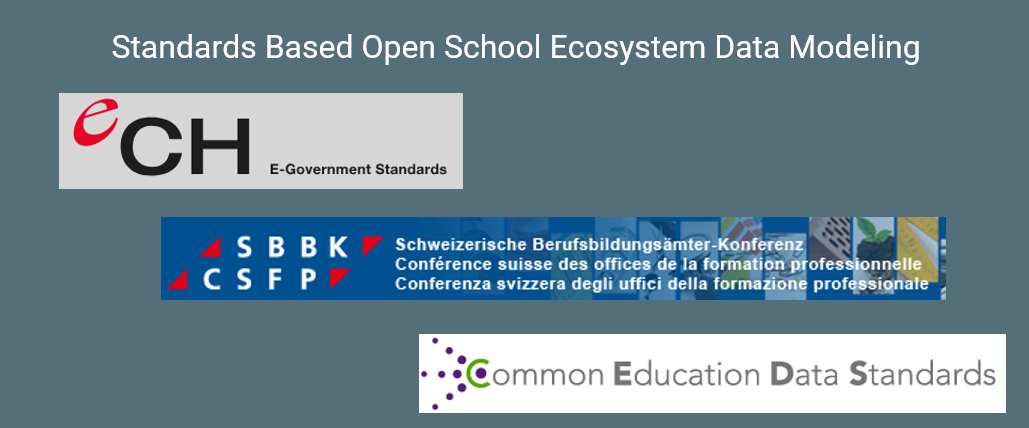 Standards Based Open School Ecosystem Data Modeling
eCH E-Government Standards
SBBK
CSFP
Schweizerische Berufsbildungsämter-Konferenz
Conférence suisse des offices de la formation professionnelle
Conferenza svizzera degli uffici della formazione professionale
Common Education Data Standards